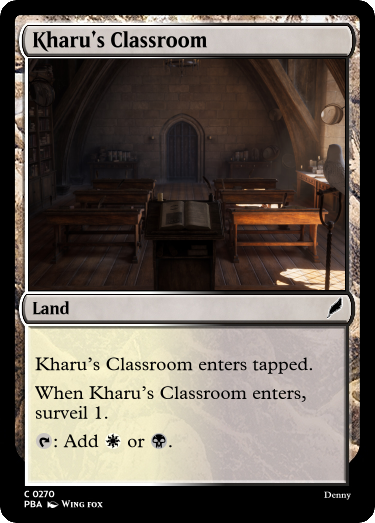 Kharu's Classroom
Land
Kharu's Classroom enters tapped.
When Kharu's Classroom enters,
surveil 1.
: Add or .
C 0270
Denny
PBA Wing fox